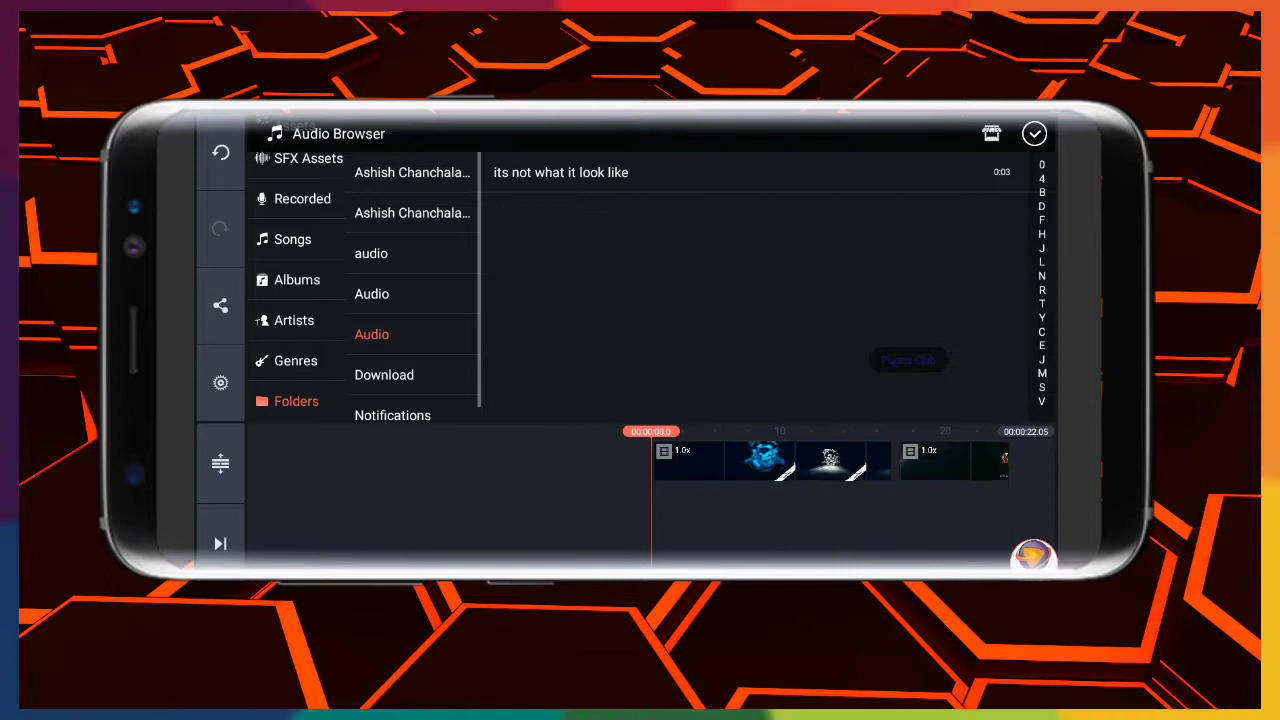 Assets
Audio Browser
SFX Assets
Recorded
Songs
Albums
Artists
Genres
Folders
Ashish Chanchala...
Ashish Chanchala...
audio
Audio
Audio
Download
Notifications
its not what it look like
0:03
0
4
B
D
F
H
J
L
N
R
T
Y
C
E
J
M
S
V
00:00:00.0
10
20
00:00:22.05
1.0x
1.0x